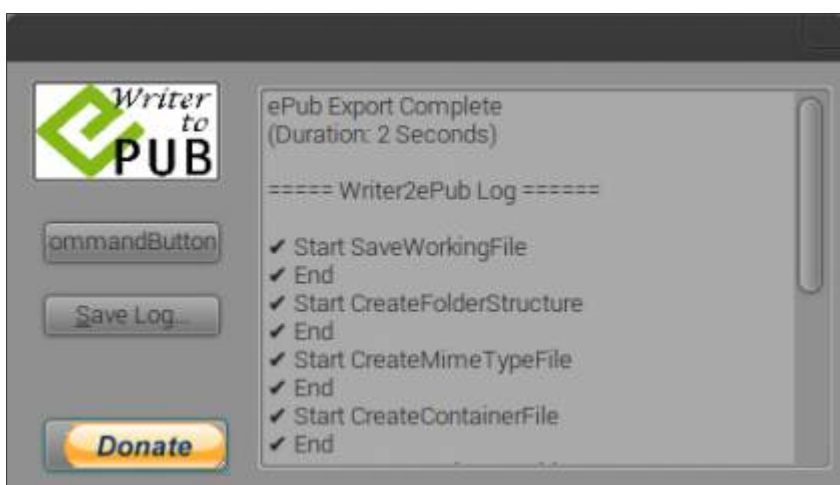 Writer
to
PUB
ommandButton
Save Log...
Donate
ePub Export Complete
(Duration: 2 Seconds)
===== Writer2ePub Log ======
✔ Start SaveWorkingFile
✔ End
✔ Start CreateFolderStructure
✔ End
✔ Start CreateMimeTypeFile
✔ End
✔ Start CreateContainerFile
✔ End